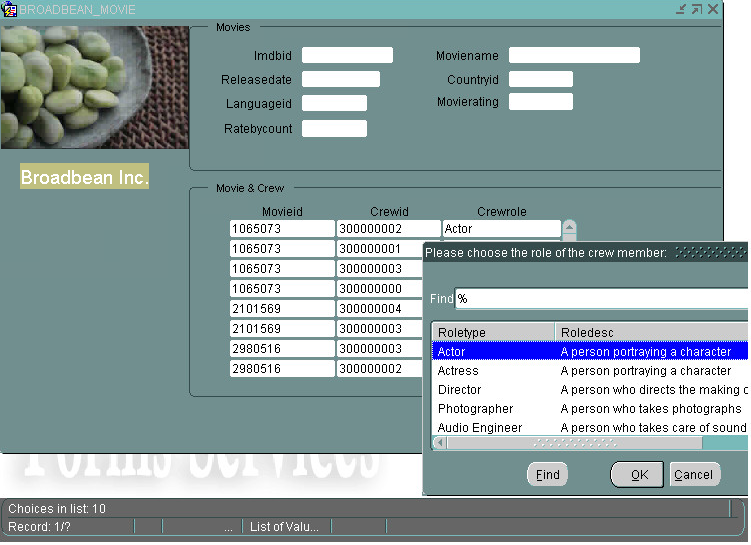 BROADBEAN_MOVIE
Movies
Imdbid Moviename
Releasedate Countryid
Languageid Movierating
Ratebycount
Broadbean Inc.
Movie & Crew
Movieid Crewid Crewrole
1065073 300000002 Actor
1065073 300000001
1065073 300000003
1065073 300000000
2101569 300000004
2101569 300000003
2980516 300000003
2980516 300000002
Please choose the role of the crew member:
Find %
Roletype Roledesc
Actor A person portraying a character
Actress A person portraying a character
Director A person who directs the making o
Photographer A person who takes photographs
Audio Engineer A person who takes care of sound
Find OK Cancel
Forms Services
Choices in list: 10
Record: 1/? ... List of Valu...